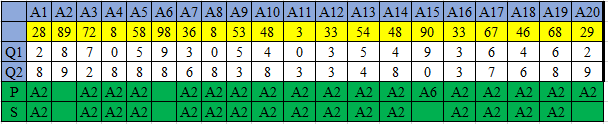 A1 A2 A3 A4 A5 A6 A7 A8 A9 A10 A11 A12 A13 A14 A15 A16 A17 A18 A19 A20
28 89 72 8 58 98 36 8 53 48 3 33 54 48 90 33 67 46 68 29
Q1 2 8 7 0 5 9 3 0 5 4 0 3 5 4 9 3 6 4 6 2
Q2 8 9 2 8 8 8 6 8 3 8 3 3 4 8 0 3 7 6 8 9
P A2 A2 A2 A2 A2 A2 A2 A2 A2 A2 A2 A2 A6 A2 A2 A2 A2 A2
S A2 A2 A2 A2 A2 A2 A2 A2 A2 A2 A2 A2 A2 A2 A2 A2